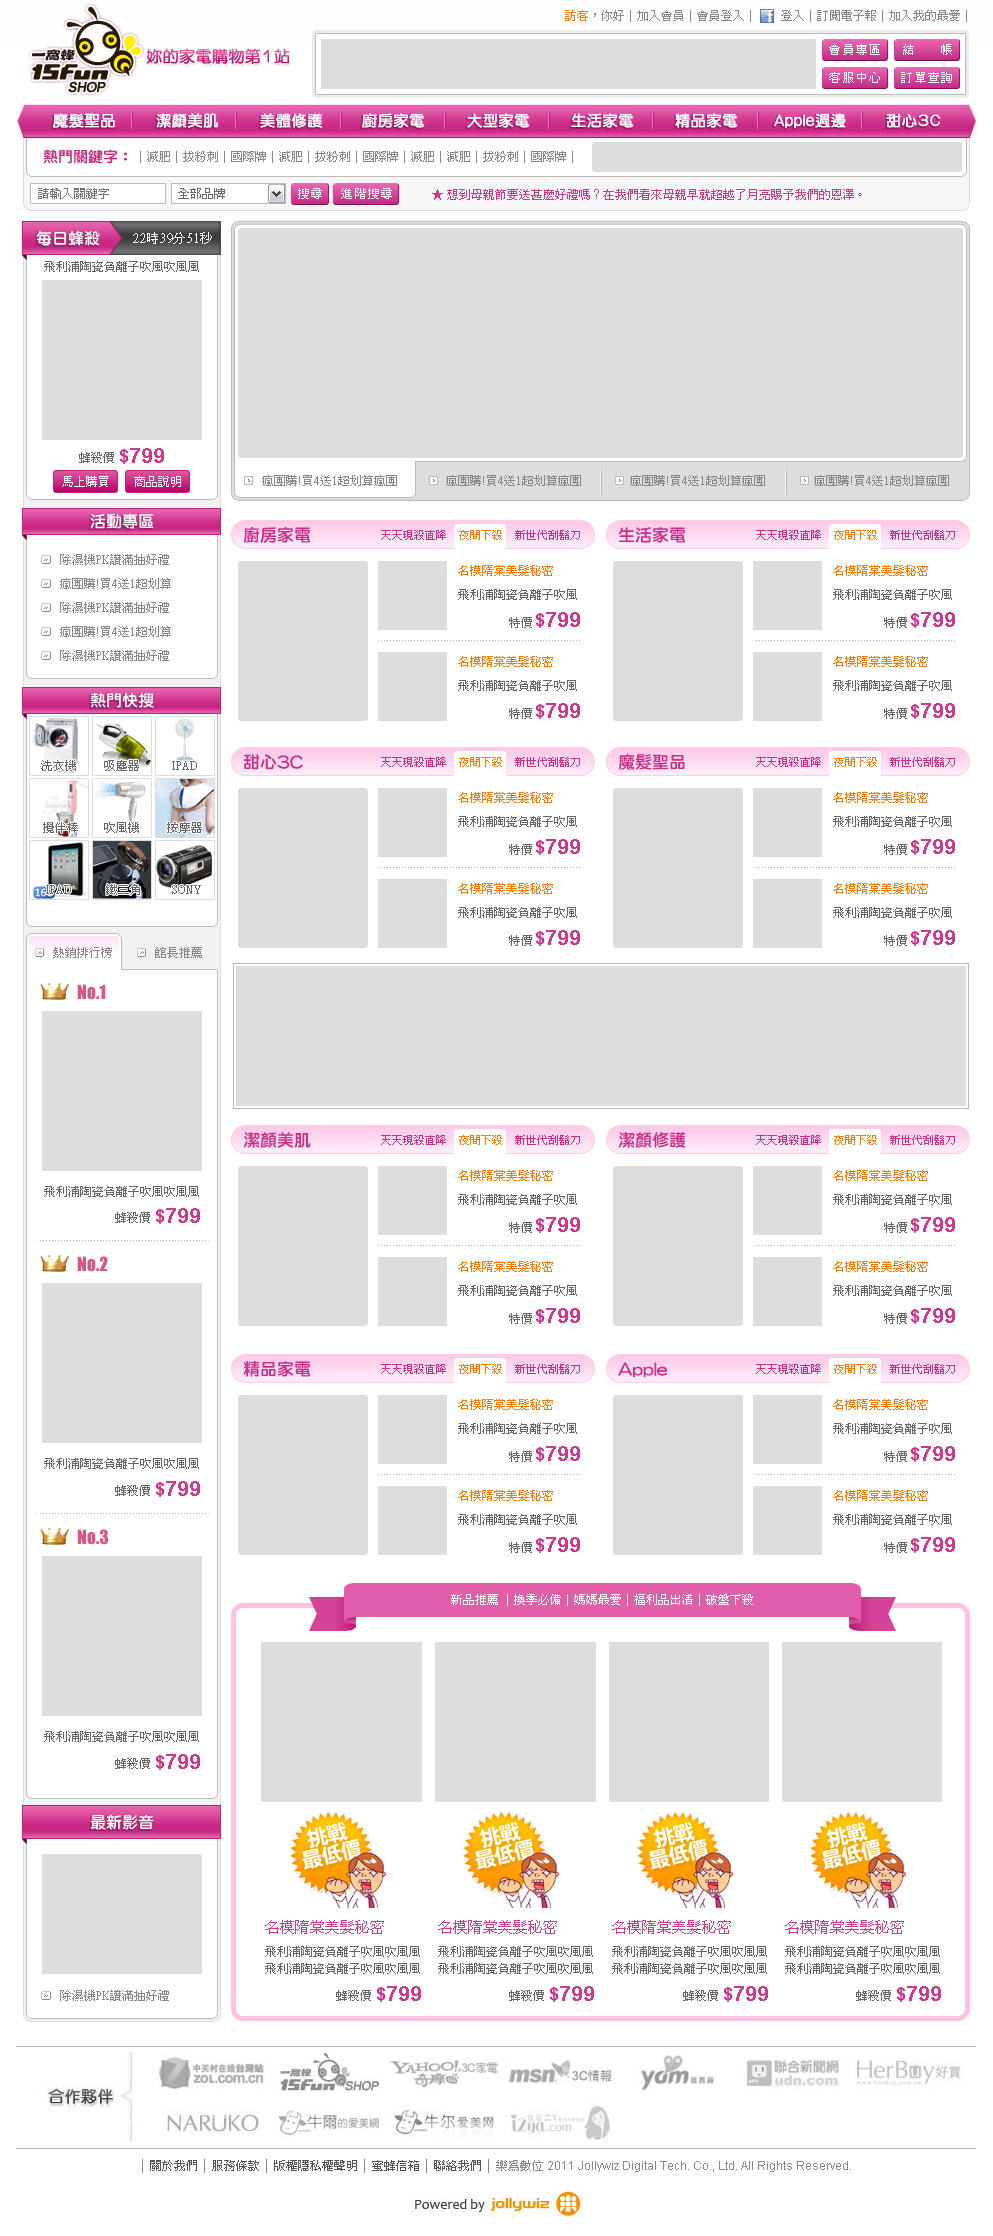 訪客，你好 | 加入會員 | 會員登入 | 登入 | 訂閱電子報 | 加入我的最愛 |
一窩蜂
15Fun
SHOP
妳的家電購物第1站
會員專區 結 帳
客服中心 訂單查詢
魔髮聖品 潔顏美肌 美體修護 廚房家電 大型家電 生活家電 精品家電 Apple週邊 甜心3C
熱門關鍵字： | 減肥 | 拔粉刺 | 國際牌 | 減肥 | 拔粉刺 | 國際牌 | 減肥 | 減肥 | 拔粉刺 | 國際牌 |
請輸入關鍵字 全部品牌 搜尋 進階搜尋 ★ 想到母親節要送甚麼好禮嗎？在我們看來母親早就超越了月亮賜予我們的恩澤。
每日蜂殺 22時39分51秒
飛利浦陶瓷負離子吹風吹風風
蜂殺價 $799
馬上購買 商品說明
瘋團購!買4送1超划算瘋團 瘋團購!買4送1超划算瘋團 瘋團購!買4送1超划算瘋團 瘋團購!買4送1超划算瘋團
活動專區
除濕機PK讚滿抽好禮
瘋團購!買4送1超划算
除濕機PK讚滿抽好禮
瘋團購!買4送1超划算
除濕機PK讚滿抽好禮
熱門快搜
洗衣機 吸塵器 IPAD
攪拌棒 吹風機 按摩器
IPAD 鐵三角 SONY
熱銷排行榜 館長推薦
No.1
飛利浦陶瓷負離子吹風吹風風
蜂殺價 $799
No.2
飛利浦陶瓷負離子吹風吹風風
蜂殺價 $799
No.3
飛利浦陶瓷負離子吹風吹風風
蜂殺價 $799
最新影音
除濕機PK讚滿抽好禮
廚房家電 天天現殺直降 夜間下殺 新世代刮鬍刀
名模隋棠美髮秘密
飛利浦陶瓷負離子吹風
特價 $799
名模隋棠美髮秘密
飛利浦陶瓷負離子吹風
特價 $799
生活家電 天天現殺直降 夜間下殺 新世代刮鬍刀
名模隋棠美髮秘密
飛利浦陶瓷負離子吹風
特價 $799
名模隋棠美髮秘密
飛利浦陶瓷負離子吹風
特價 $799
甜心3C 天天現殺直降 夜間下殺 新世代刮鬍刀
名模隋棠美髮秘密
飛利浦陶瓷負離子吹風
特價 $799
名模隋棠美髮秘密
飛利浦陶瓷負離子吹風
特價 $799
魔髮聖品 天天現殺直降 夜間下殺 新世代刮鬍刀
名模隋棠美髮秘密
飛利浦陶瓷負離子吹風
特價 $799
名模隋棠美髮秘密
飛利浦陶瓷負離子吹風
特價 $799
潔顏美肌 天天現殺直降 夜間下殺 新世代刮鬍刀
名模隋棠美髮秘密
飛利浦陶瓷負離子吹風
特價 $799
名模隋棠美髮秘密
飛利浦陶瓷負離子吹風
特價 $799
潔顏修護 天天現殺直降 夜間下殺 新世代刮鬍刀
名模隋棠美髮秘密
飛利浦陶瓷負離子吹風
特價 $799
名模隋棠美髮秘密
飛利浦陶瓷負離子吹風
特價 $799
精品家電 天天現殺直降 夜間下殺 新世代刮鬍刀
名模隋棠美髮秘密
飛利浦陶瓷負離子吹風
特價 $799
名模隋棠美髮秘密
飛利浦陶瓷負離子吹風
特價 $799
Apple 天天現殺直降 夜間下殺 新世代刮鬍刀
名模隋棠美髮秘密
飛利浦陶瓷負離子吹風
特價 $799
名模隋棠美髮秘密
飛利浦陶瓷負離子吹風
特價 $799
新品推薦 | 換季必備 | 媽媽最愛 | 福利品出清 | 破盤下殺
挑戰 挑戰 挑戰 挑戰
最低價 最低價 最低價 最低價
名模隋棠美髮秘密 名模隋棠美髮秘密 名模隋棠美髮秘密 名模隋棠美髮秘密
飛利浦陶瓷負離子吹風吹風風 飛利浦陶瓷負離子吹風吹風風 飛利浦陶瓷負離子吹風吹風風 飛利浦陶瓷負離子吹風吹風風
飛利浦陶瓷負離子吹風吹風風 飛利浦陶瓷負離子吹風吹風風 飛利浦陶瓷負離子吹風吹風風 飛利浦陶瓷負離子吹風吹風風
蜂殺價 $799 蜂殺價 $799 蜂殺價 $799 蜂殺價 $799
合作夥伴
中关村在线台灣站 ZOL.COM.CN 一窩蜂 15Fun SHOP YAHOO! 奇摩 3C家電 msn 3C情報 yam 聯合新聞網 udn.com HerBuy好買
NARUKO 牛爾的愛美網 牛尔爱美网 i2ya.com
| 關於我們 | 服務條款 | 版權隱私權聲明 | 蜜蜂信箱 | 聯絡我們 | 樂為數位 2011 Jollywiz Digital Tech. Co., Ltd. All Rights Reserved.
Powered by jollywiz